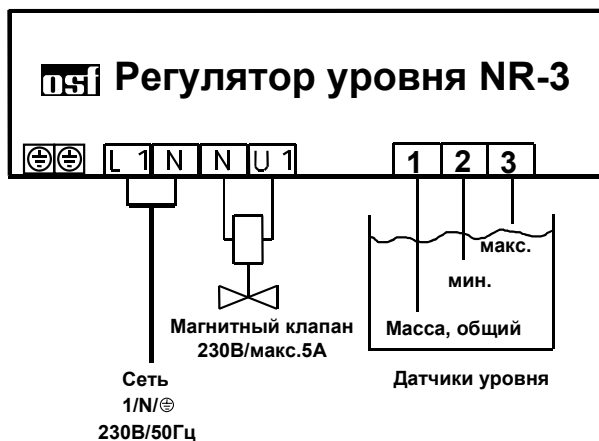 osf Регулятор уровня NR-3
L 1 N N U 1 1 2 3
макс.
мин.
Магнитный клапан
230В/макс.5А
Масса, общий
Сеть
1/N/⏚
230В/50Гц
Датчики уровня